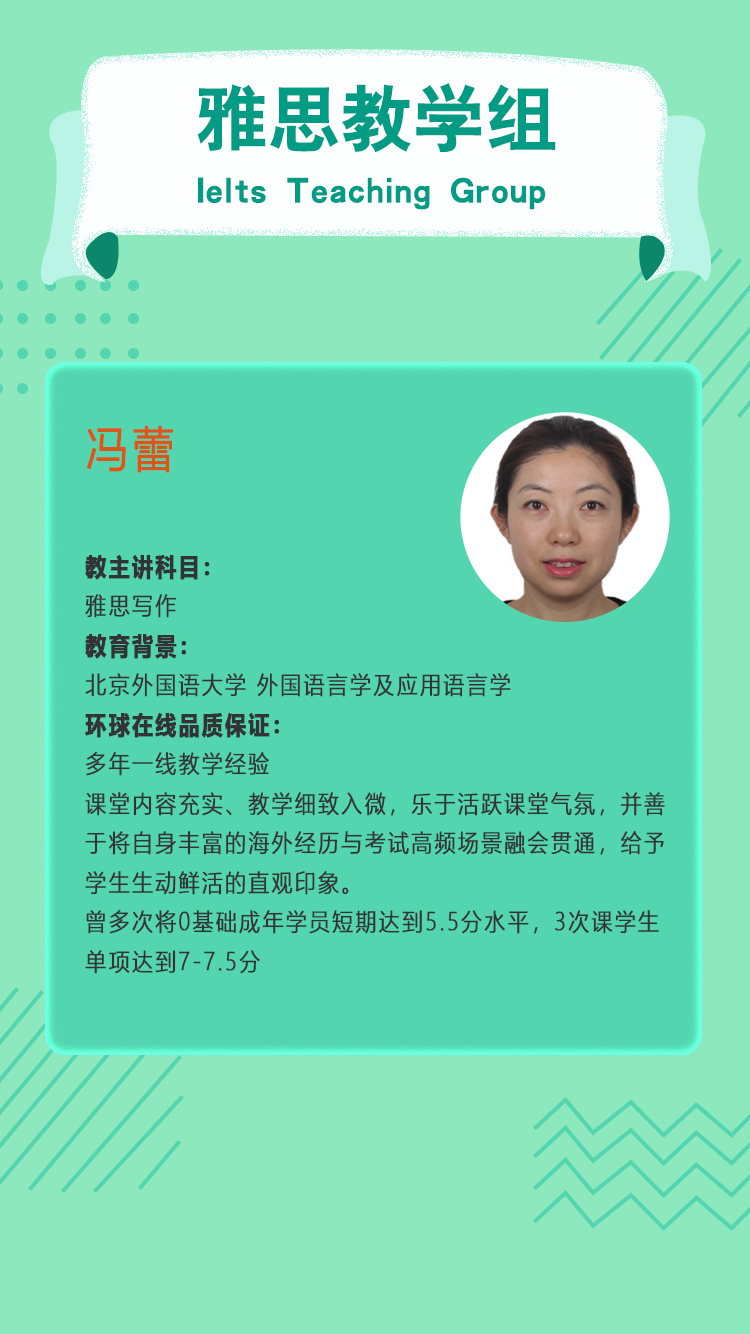 雅思教学组
Ielts Teaching Group
冯蕾
教主讲科目：
雅思写作
教育背景：
北京外国语大学 外国语言学及应用语言学
环球在线品质保证：
多年一线教学经验
课堂内容充实、教学细致入微，乐于活跃课堂气氛，并善
于将自身丰富的海外经历与考试高频场景融会贯通，给予
学生生动鲜活的直观印象。
曾多次将0基础成年学员短期达到5.5分水平，3次课学生
单项达到7-7.5分